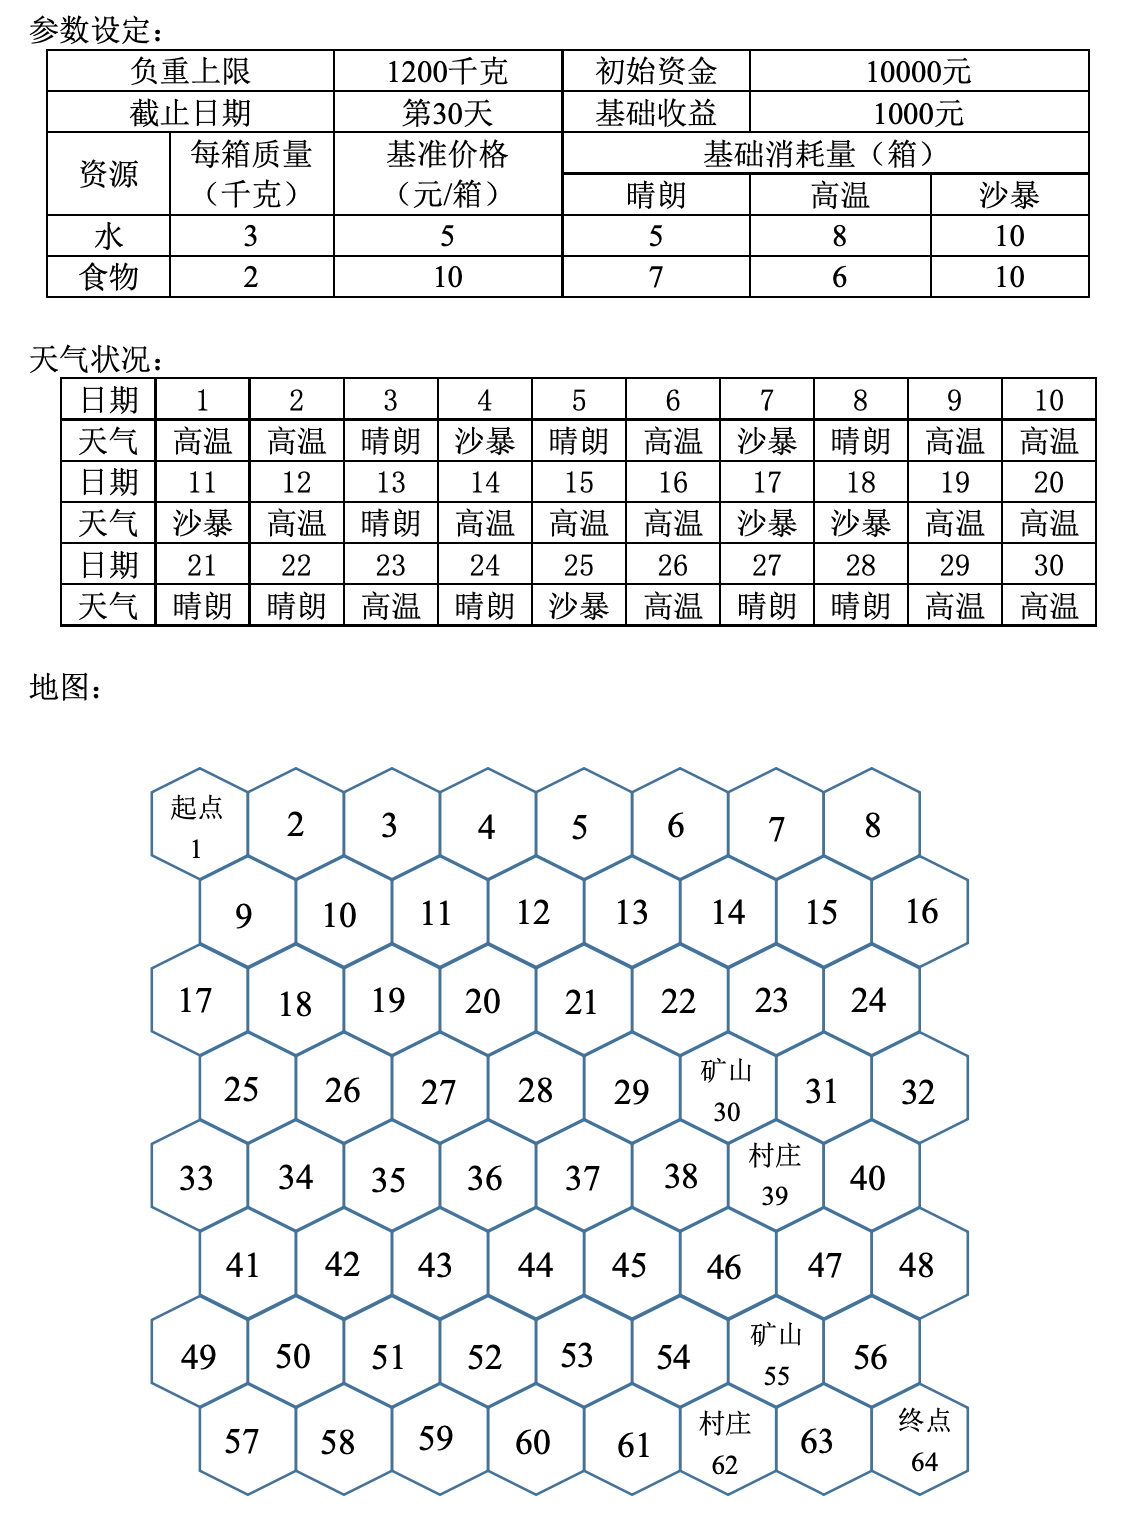 参数设定：
负重上限 1200千克 初始资金 10000元
截止日期 第30天 基础收益 1000元
资源 每箱质量（千克） 基准价格（元/箱） 基础消耗量（箱）
晴朗 高温 沙暴
水 3 5 5 8 10
食物 2 10 7 6 10
天气状况：
日期 1 2 3 4 5 6 7 8 9 10
天气 高温 高温 晴朗 沙暴 晴朗 高温 沙暴 晴朗 高温 高温
日期 11 12 13 14 15 16 17 18 19 20
天气 沙暴 高温 晴朗 高温 高温 高温 沙暴 沙暴 高温 高温
日期 21 22 23 24 25 26 27 28 29 30
天气 晴朗 晴朗 高温 晴朗 沙暴 高温 晴朗 晴朗 高温 高温
地图：
起点 1 2 3 4 5 6 7 8
9 10 11 12 13 14 15 16
17 18 19 20 21 22 23 24
25 26 27 28 29 矿山 30 31 32
33 34 35 36 37 38 村庄 39 40
41 42 43 44 45 46 47 48
49 50 51 52 53 54 矿山 55 56
57 58 59 60 61 村庄 62 63 终点 64